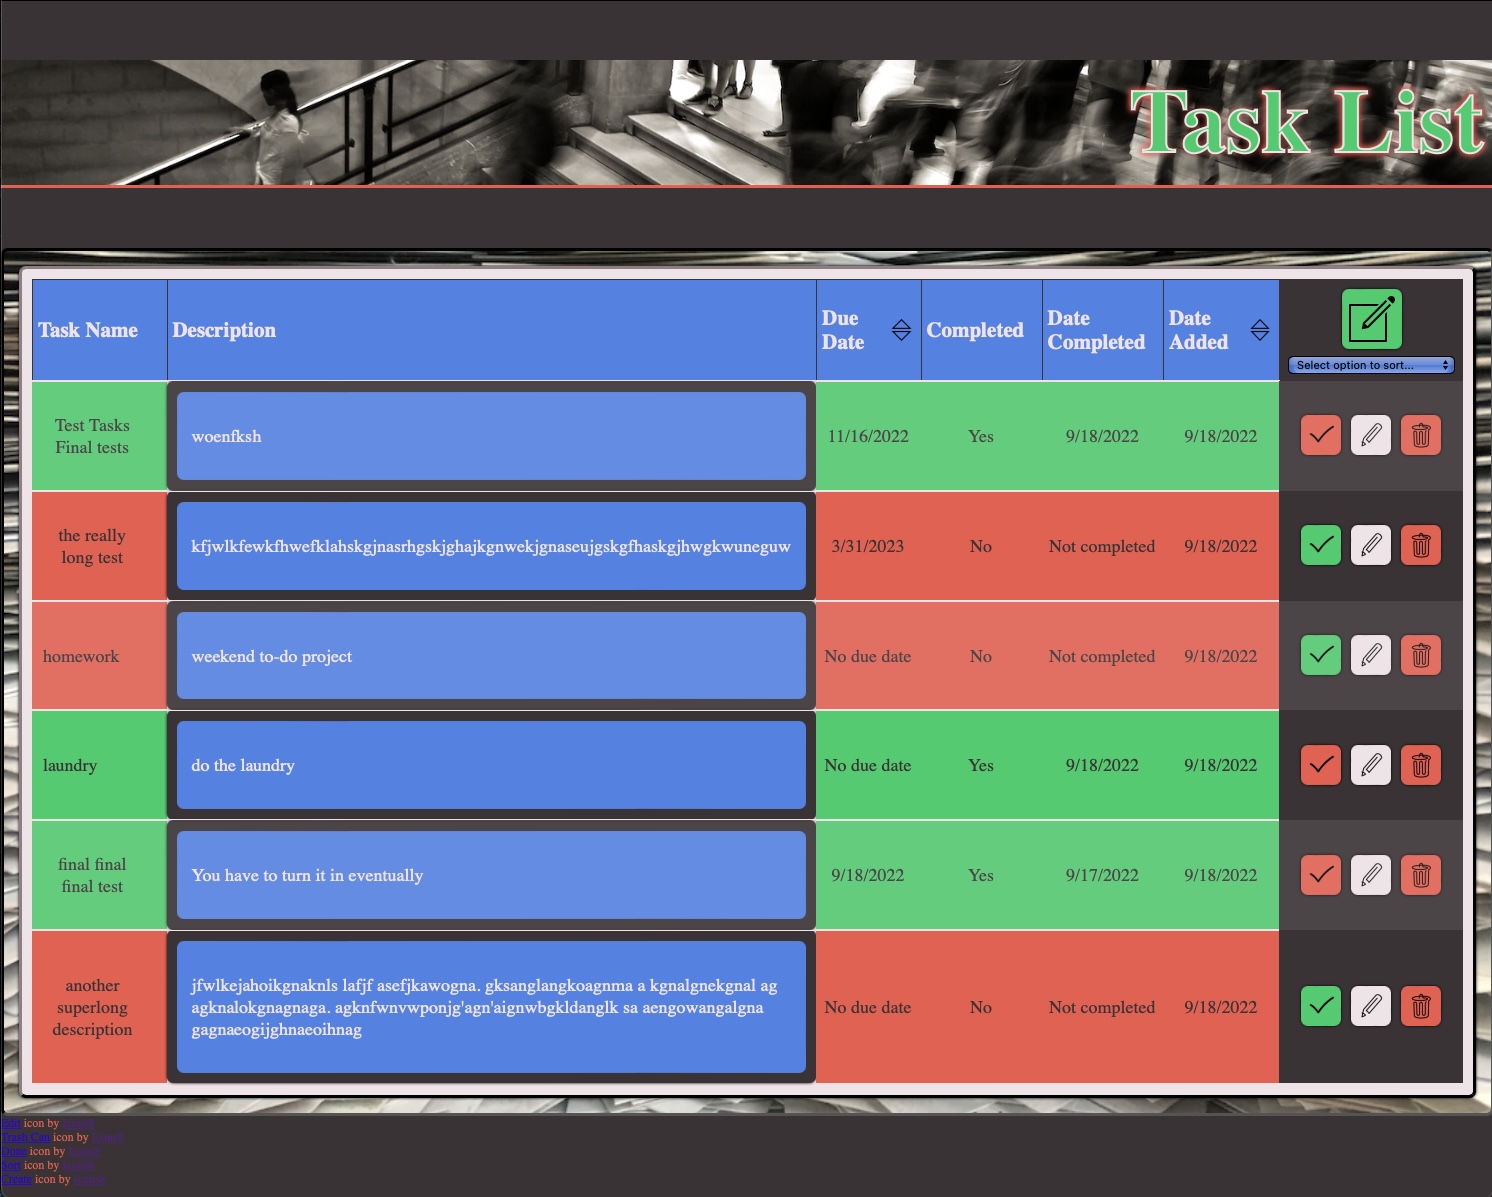 Task List
Task Name
Description
Due
Date
Completed
Date
Completed
Date
Added
Select option to sort...
Test Tasks
Final tests
woenfksh
11/16/2022
Yes
9/18/2022
9/18/2022
the really
long test
kfjwlkfewkfhwefklahskgjnasrhgskjghajkgnwekjgnaseujgskgfhaskgjhwgkwuneguw
3/31/2023
No
Not completed
9/18/2022
homework
weekend to-do project
No due date
No
Not completed
9/18/2022
laundry
do the laundry
No due date
Yes
9/18/2022
9/18/2022
final final
final test
You have to turn it in eventually
9/18/2022
Yes
9/17/2022
9/18/2022
another
superlong
description
jfwlkejahoikgnaknls lafjf asefjkawogna. gksanglangkoagnma a kgnalgnekgnal ag
agknalokgnagnaga. agknfwnvwponjg'agn'aignwbgkldanglk sa aengowangalgna
gagnaeogijghnaeoihnag
No due date
No
Not completed
9/18/2022
Edit icon by
Trash Can icon by
Done icon by
Sort icon by
Create icon by